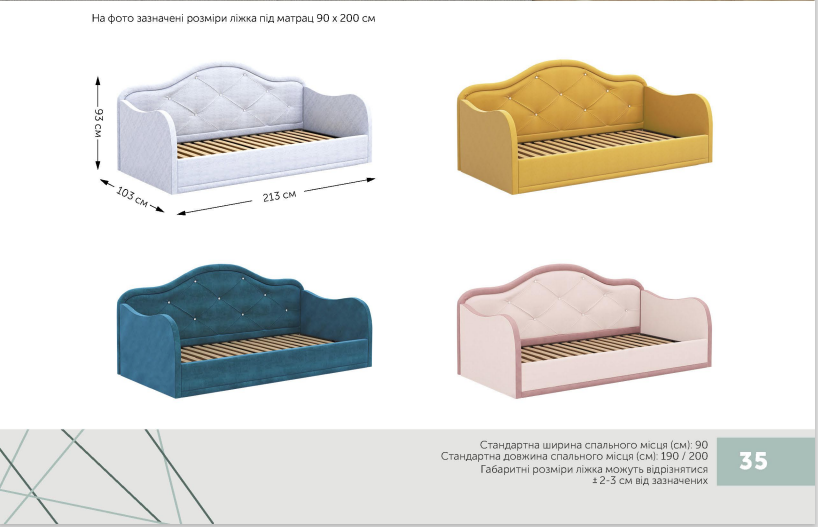 На фото зазначені розміри ліжка під матрац 90 х 200 см
93 см
103 см
213 см
Стандартна ширина спального місця (см): 90
Стандартна довжина спального місця (см): 190 / 200
Габаритні розміри ліжка можуть відрізнятися
± 2-3 см від зазначених
35